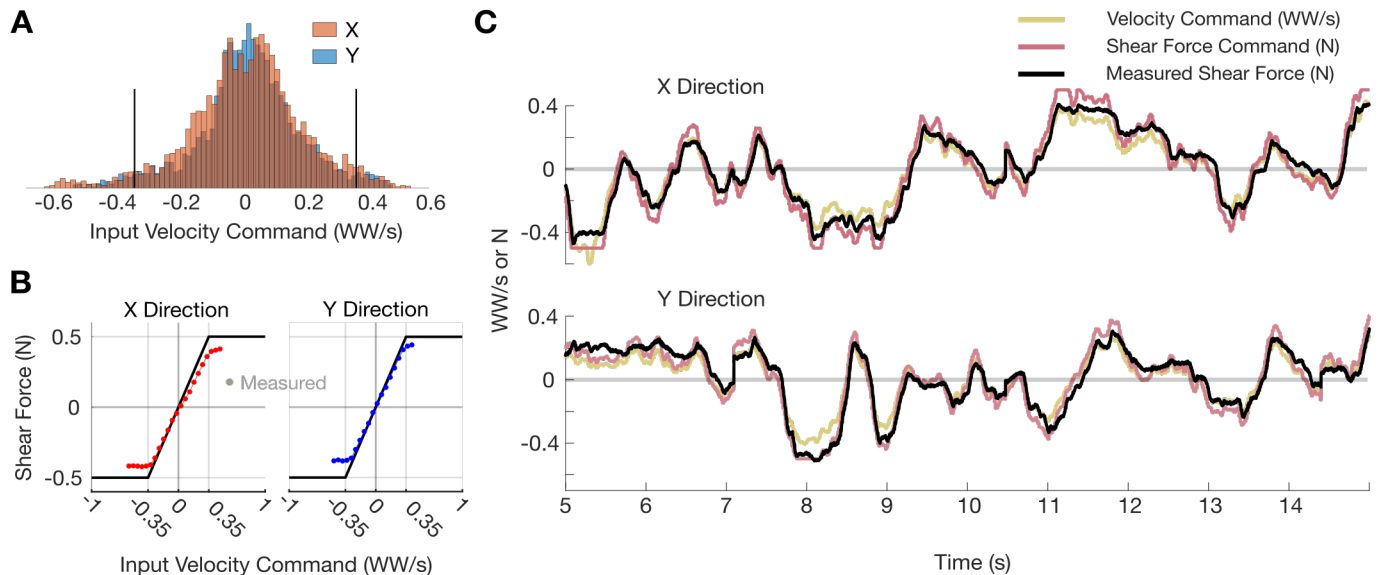 A
X
Y
-0.6
-0.4
-0.2
0
0.2
0.4
0.6
Input Velocity Command (WW/s)
B
X Direction
Y Direction
Shear Force (N)
0.5
0
-0.5
Measured
-1
-0.35
0
0.35
1
-1
-0.35
0
0.35
1
Input Velocity Command (WW/s)
C
Velocity Command (WW/s)
Shear Force Command (N)
Measured Shear Force (N)
X Direction
0.4
0
-0.4
WW/s or N
Y Direction
0.4
0
-0.4
5
6
7
8
9
10
11
12
13
14
Time (s)